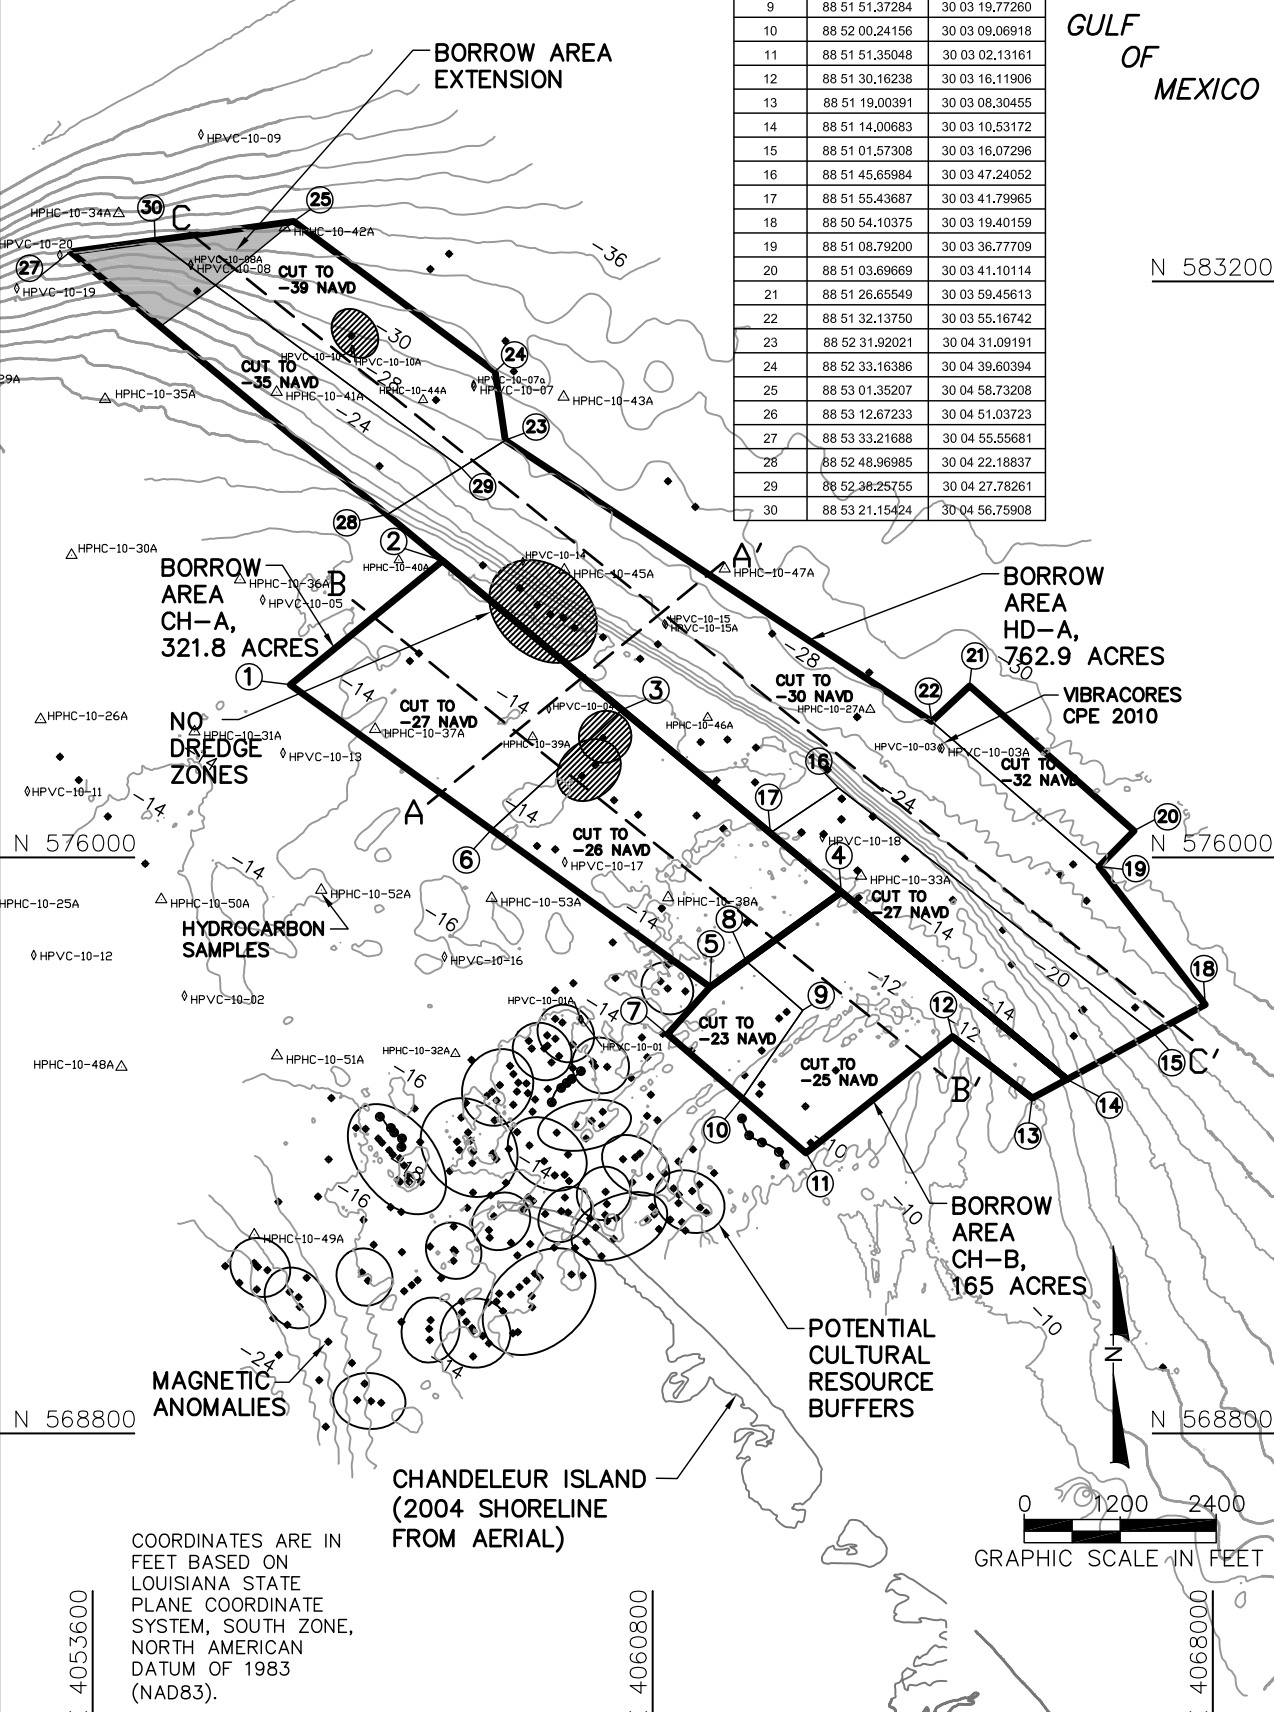 9 88 51 51.37284 30 03 19.77260
10 88 52 00.24156 30 03 09.06918
11 88 51 51.35048 30 03 02.13161
12 88 51 30.16238 30 03 16.11906
13 88 51 19.00391 30 03 08.30455
14 88 51 14.00683 30 03 10.53172
15 88 51 01.57308 30 03 16.07296
16 88 51 45.65984 30 03 47.24052
17 88 51 55.43687 30 03 41.79965
18 88 50 54.10375 30 03 19.40159
19 88 51 08.79200 30 03 36.77709
20 88 51 03.69669 30 03 41.10114
21 88 51 26.65549 30 03 59.45613
22 88 51 32.13750 30 03 55.16742
23 88 52 31.92021 30 04 31.09191
24 88 52 33.16386 30 04 39.60394
25 88 53 01.35207 30 04 58.73208
26 88 53 12.67233 30 04 51.03723
27 88 53 33.21688 30 04 55.55681
28 88 52 48.96985 30 04 22.18837
29 88 52 38.25755 30 04 27.78261
30 88 53 21.15424 30 04 56.75908
GULF
OF
MEXICO
BORROW AREA
EXTENSION
HPVC-10-09
HPHC-10-34A
30
C
25
HPHC-10-42A
HPVC-10-20
27
HPVC-10-19
HPVC-10-08A
HPVC-10-08
CUT TO
-39 NAVD
-36
N 583200
-30
HPVC-10-10
HPVC-10-10A
24
CUT TO
-35 NAVD
-28
29A
HPHC-10-35A
HPHC-10-41A
HPHC-10-44A
HPVC-10-07a
HPVC-10-07
HPHC-10-43A
-24
23
29
28
2
HPHC-10-30A
HPHC-10-40A
HPVC-10-14
HPHC-10-45A
A'
HPHC-10-47A
BORROW
AREA
CH-A,
321.8 ACRES
HPHC-10-36A
B
HPVC-10-05
HPVC-10-15
HPVC-10-15A
BORROW
AREA
HD-A,
762.9 ACRES
-28
-30
1
21
3
CUT TO
-30 NAVD
22
VIBRACORES
CPE 2010
-14
CUT TO
-27 NAVD
-14
HPVC-10-04
HPHC-10-26A
HPHC-10-31A
NO
DREDGE
ZONES
HPHC-10-37A
HPHC-10-39A
HPHC-10-46A
HPHC-10-27A
HPVC-10-03
HPVC-10-03A
HPVC-10-13
16
CUT TO
-32 NAVD
HPVC-10-11
-14
-14
A
-14
17
-24
20
N 576000
N 576000
CUT TO
-26 NAVD
HPVC-10-18
6
HPVC-10-17
4
19
-14
HPHC-10-33A
HPHC-10-25A
HPHC-10-50A
HPHC-10-52A
HPHC-10-53A
HPHC-10-38A
CUT TO
-27 NAVD
-16
-14
8
-14
HYDROCARBON
SAMPLES
5
HPVC-10-12
HPVC-10-16
-20
18
HPVC-10-02
HPVC-10-01A
-12
9
-14
-14
7
CUT TO
-23 NAVD
12
-12
HPHC-10-48A
HPHC-10-51A
HPHC-10-32A
HPVC-10-01
15
C'
-16
CUT TO
-25 NAVD
B'
14
10
13
-10
11
-14
-18
-16
-10
BORROW
AREA
CH-B,
165 ACRES
HPHC-10-49A
-10
POTENTIAL
CULTURAL
RESOURCE
BUFFERS
N
-24
-14
MAGNETIC
ANOMALIES
N 568800
N 568800
CHANDELEUR ISLAND
(2004 SHORELINE
FROM AERIAL)
0 1200 2400
GRAPHIC SCALE IN FEET
COORDINATES ARE IN
FEET BASED ON
LOUISIANA STATE
PLANE COORDINATE
SYSTEM, SOUTH ZONE,
NORTH AMERICAN
DATUM OF 1983
(NAD83).
4053600
4060800
4068000